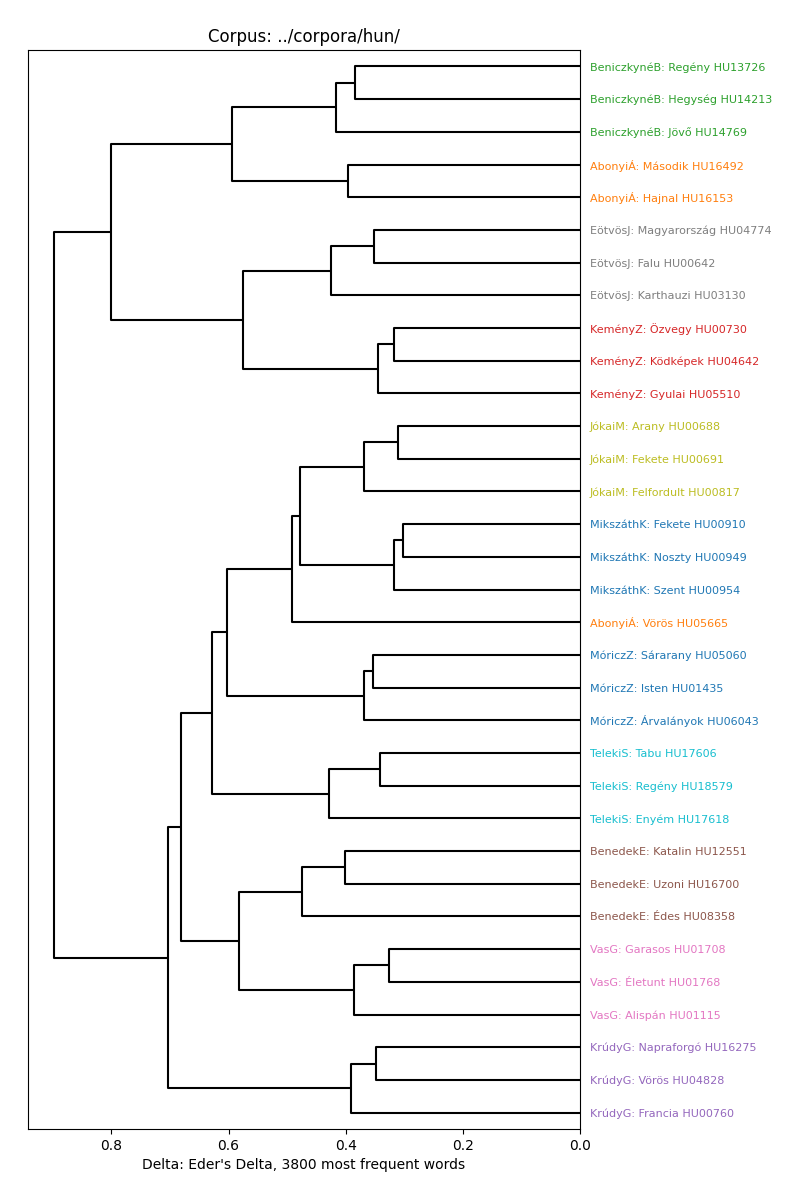 Corpus: ../corpora/hun/
BeniczkynéB: Regény HU13726
BeniczkynéB: Hegység HU14213
BeniczkynéB: Jövő HU14769
AbonyiÁ: Második HU16492
AbonyiÁ: Hajnal HU16153
EötvösJ: Magyarország HU04774
EötvösJ: Falu HU00642
EötvösJ: Karthauzi HU03130
KeményZ: Özvegy HU00730
KeményZ: Ködképek HU04642
KeményZ: Gyulai HU05510
JókaiM: Arany HU00688
JókaiM: Fekete HU00691
JókaiM: Felfordult HU00817
MikszáthK: Fekete HU00910
MikszáthK: Noszty HU00949
MikszáthK: Szent HU00954
AbonyiÁ: Vörös HU05665
MóriczZ: Sárarany HU05060
MóriczZ: Isten HU01435
MóriczZ: Árvalányok HU06043
TelekiS: Tabu HU17606
TelekiS: Regény HU18579
TelekiS: Enyém HU17618
BenedekE: Katalin HU12551
BenedekE: Uzoni HU16700
BenedekE: Édes HU08358
VasG: Garasos HU01708
VasG: Életunt HU01768
VasG: Alispán HU01115
KrúdyG: Napraforgó HU16275
KrúdyG: Vörös HU04828
KrúdyG: Francia HU00760
0.8 0.6 0.4 0.2 0.0
Delta: Eder's Delta, 3800 most frequent words